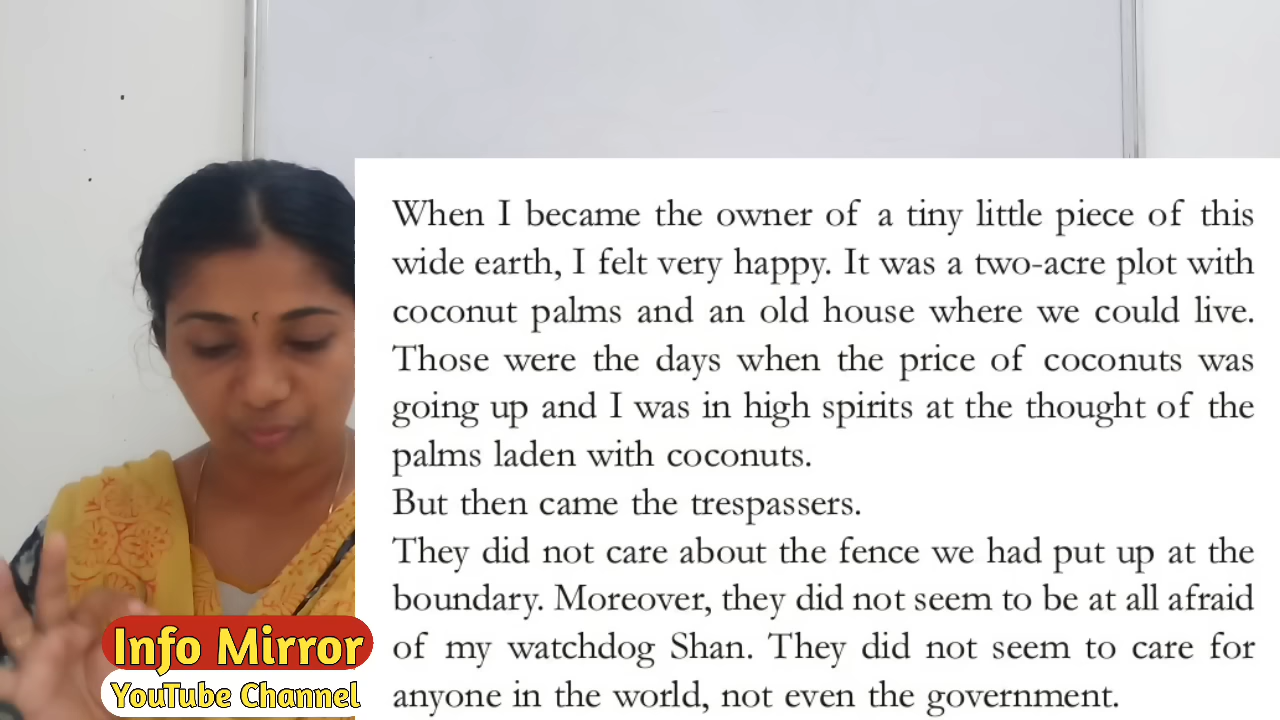 When I became the owner of a tiny little piece of this
wide earth, I felt very happy. It was a two-acre plot with
coconut palms and an old house where we could live.
Those were the days when the price of coconuts was
going up and I was in high spirits at the thought of the
palms laden with coconuts.
But then came the trespassers.
They did not care about the fence we had put up at the
boundary. Moreover, they did not seem to be at all afraid
of my watchdog Shan. They did not seem to care for
anyone in the world, not even the government.
Info Mirror
YouTube Channel